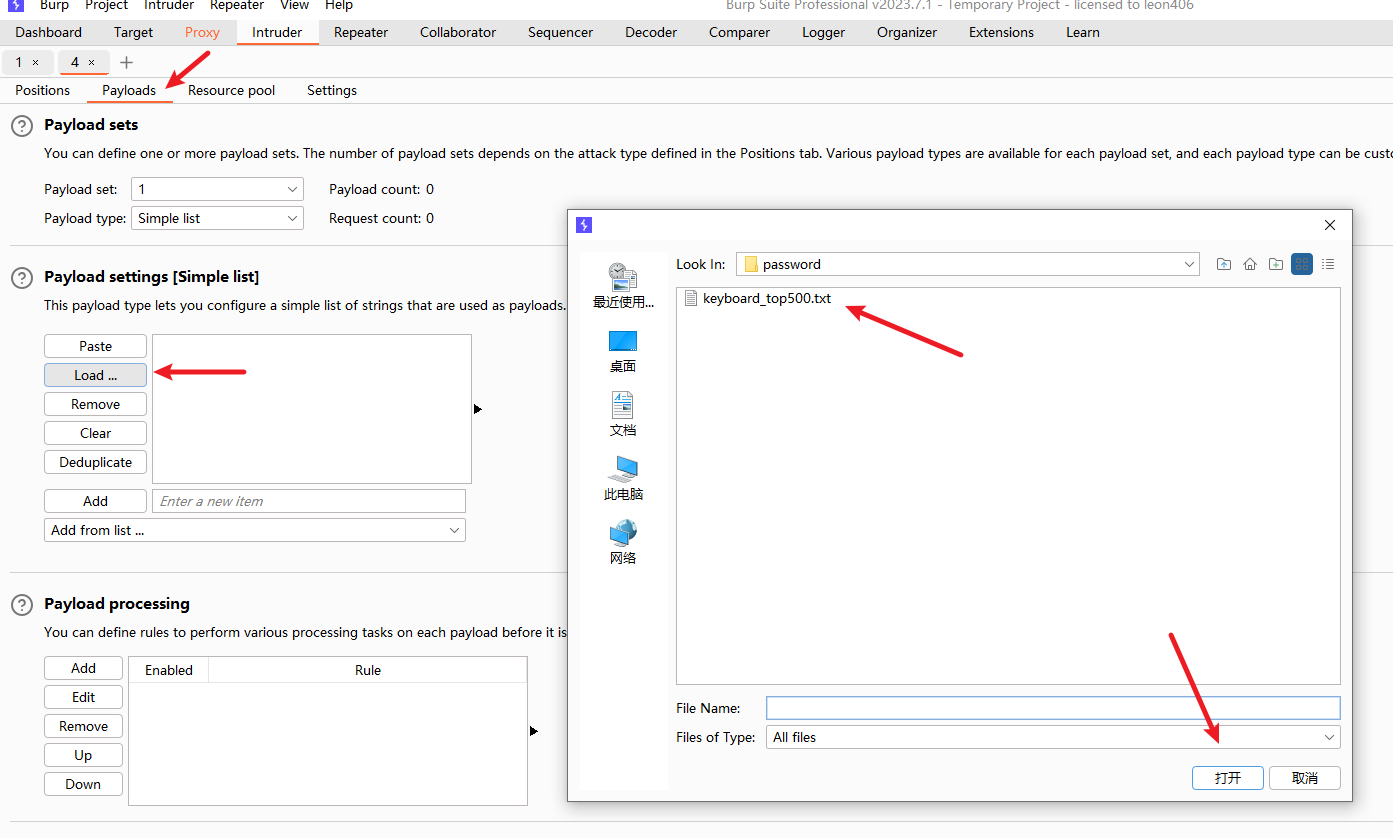 Burp Project Intruder Repeater View Help
Burp Suite Professional v2023.7.1 - Temporary Project - licensed to leon406
Dashboard Target Proxy Intruder Repeater Collaborator Sequencer Decoder Comparer Logger Organizer Extensions Learn
1 × 4 × +
Positions Payloads Resource pool Settings
? Payload sets
You can define one or more payload sets. The number of payload sets depends on the attack type defined in the Positions tab. Various payload types are available for each payload set, and each payload type can be custo
Payload set: 1 Payload count: 0
Payload type: Simple list Request count: 0
? Payload settings [Simple list]
This payload type lets you configure a simple list of strings that are used as payloads.
Paste
Load ...
Remove
Clear
Deduplicate
Add Enter a new item
Add from list ...
? Payload processing
You can define rules to perform various processing tasks on each payload before it is
Add
Edit
Remove
Up
Down
Enabled Rule
Look In: password
最近使用...
桌面
文档
此电脑
网络
keyboard_top500.txt
File Name:
Files of Type: All files
打开 取消